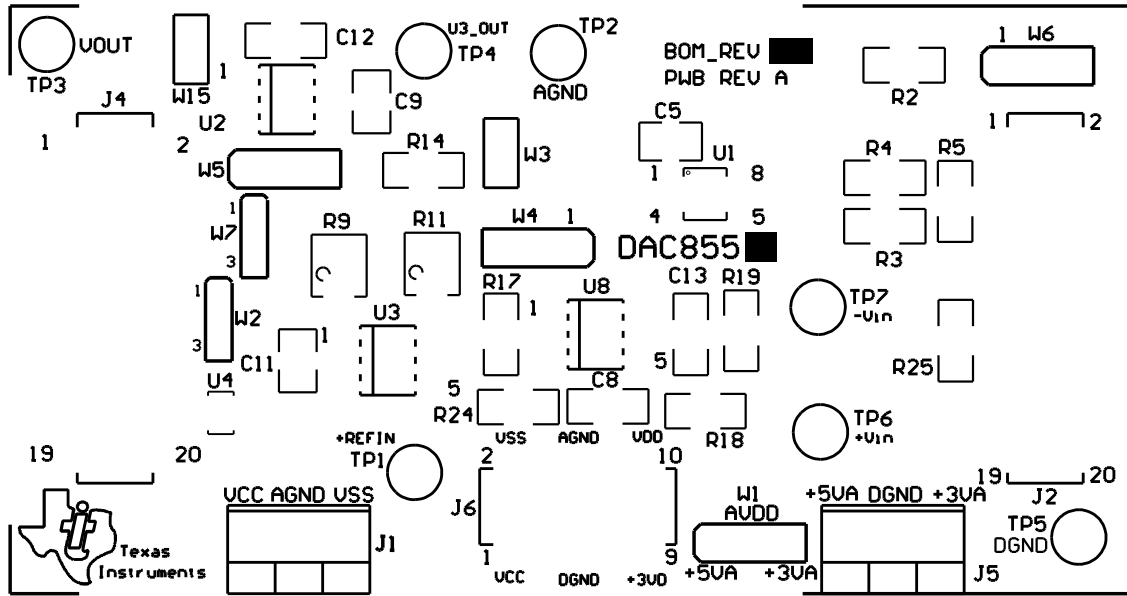 VOUT
TP3
J4
1
2
W15
1
U2
C12
C9
U3_OUT
TP4
TP2
AGND
BOM_REV
PWB REV A
R2
1 W6
1
2
W5
R14
W3
C5
U1
1
8
4
5
R4
R5
R3
1
W7
3
R9
R11
W4 1
DAC855
1
W2
3
U3
R17
1
U8
C13
R19
TP7
-Vin
C11
1
U4
5
R24
C8
5
R18
R25
TP6
+Vin
VSS
AGND
VDD
+REFIN
TP1
19
20
2
10
J6
1
9
VCC
DGND
+3VD
VCC AGND VSS
J1
Texas
Instruments
W1
AVDD
+5VA
+3VA
+5VA DGND +3VA
J5
19
20
J2
TP5
DGND